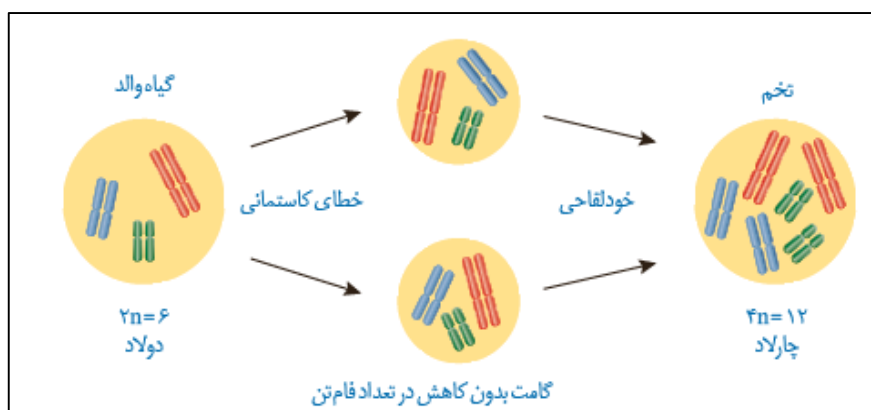 گیاه والد
تخم
خطای کاستمانی
خودلقاحی
۲n=۶
دولاد
۴n=۱۲
چارلاد
گامت بدون کاهش در تعداد فام‌تن